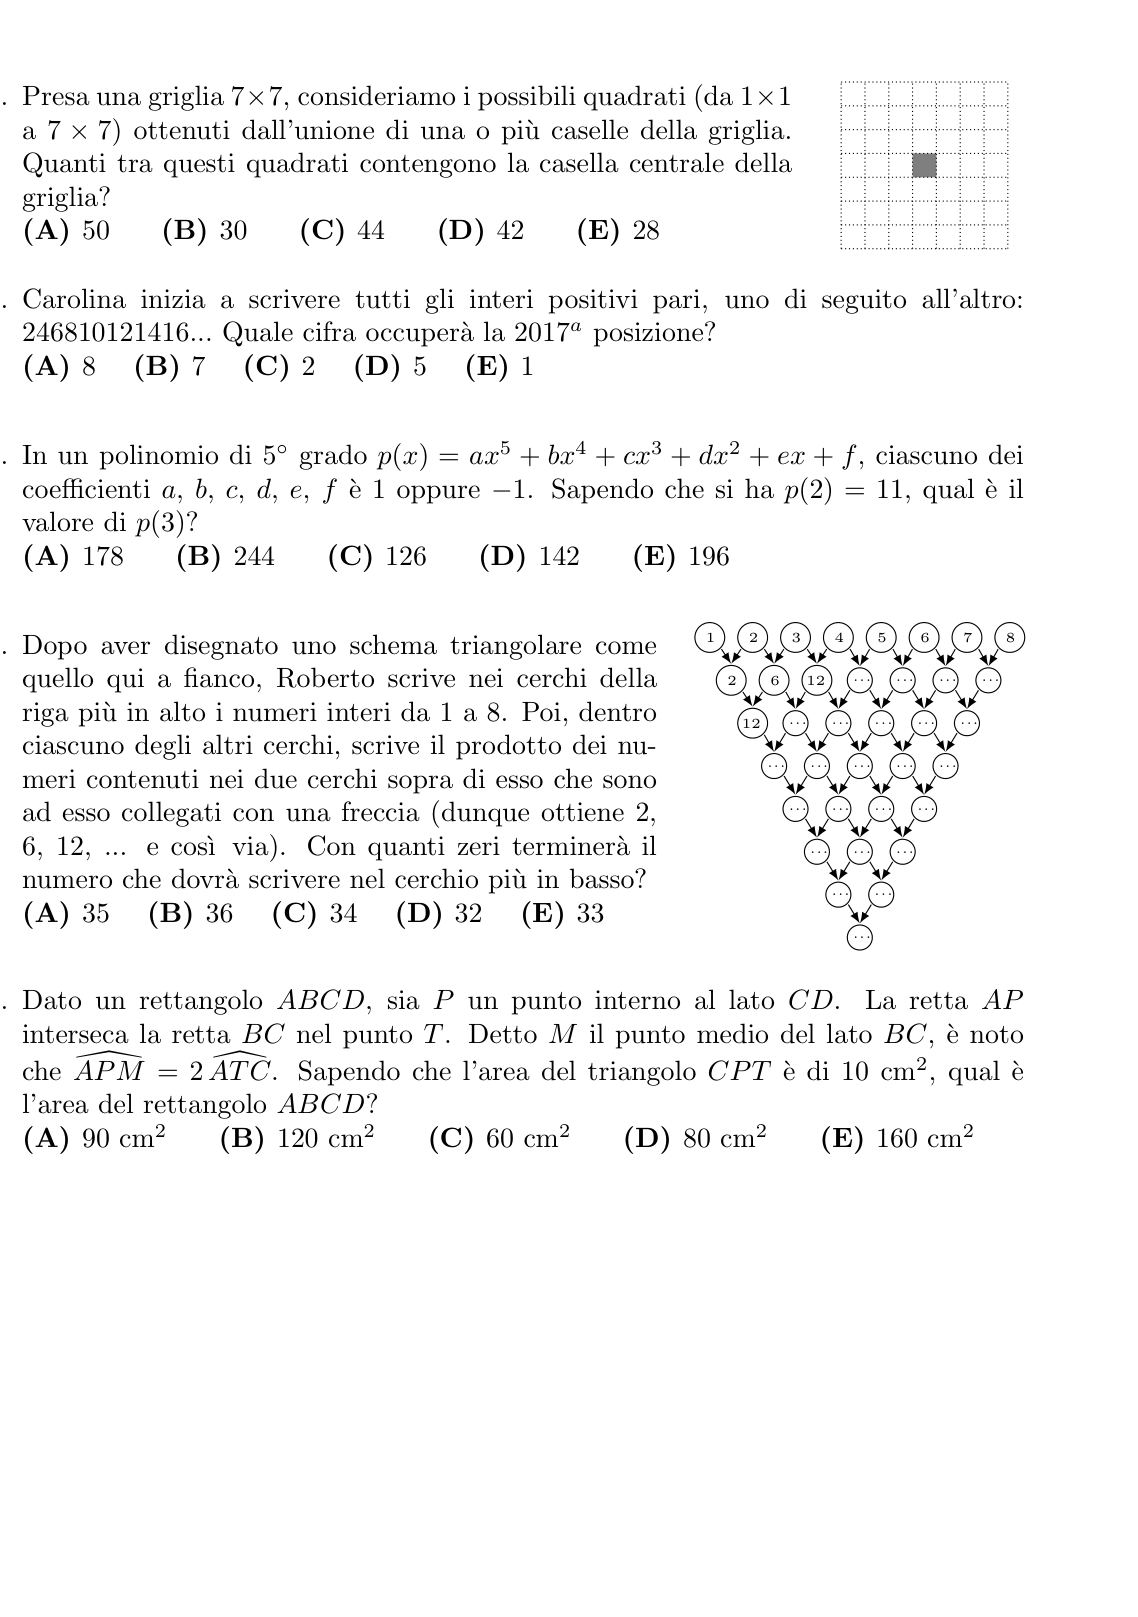 . Presa una griglia 7×7, consideriamo i possibili quadrati (da 1×1
a 7 × 7) ottenuti dall'unione di una o più caselle della griglia.
Quanti tra questi quadrati contengono la casella centrale della
griglia?
(A) 50 (B) 30 (C) 44 (D) 42 (E) 28
. Carolina inizia a scrivere tutti gli interi positivi pari, uno di seguito all'altro:
246810121416... Quale cifra occuperà la 2017ᵃ posizione?
(A) 8 (B) 7 (C) 2 (D) 5 (E) 1
. In un polinomio di 5° grado p(x) = ax⁵ + bx⁴ + cx³ + dx² + ex + f, ciascuno dei
coefficienti a, b, c, d, e, f è 1 oppure −1. Sapendo che si ha p(2) = 11, qual è il
valore di p(3)?
(A) 178 (B) 244 (C) 126 (D) 142 (E) 196
. Dopo aver disegnato uno schema triangolare come
quello qui a fianco, Roberto scrive nei cerchi della
riga più in alto i numeri interi da 1 a 8. Poi, dentro
ciascuno degli altri cerchi, scrive il prodotto dei nu-
meri contenuti nei due cerchi sopra di esso che sono
ad esso collegati con una freccia (dunque ottiene 2,
6, 12, ... e così via). Con quanti zeri terminerà il
numero che dovrà scrivere nel cerchio più in basso?
(A) 35 (B) 36 (C) 34 (D) 32 (E) 33
1 2 3 4 5 6 7 8
2 6 12 ... ... ... ...
12 ... ... ... ... ...
... ... ... ... ...
... ... ... ...
... ... ...
... ...
...
. Dato un rettangolo ABCD, sia P un punto interno al lato CD. La retta AP
interseca la retta BC nel punto T. Detto M il punto medio del lato BC, è noto
che APM = 2 ATC. Sapendo che l'area del triangolo CPT è di 10 cm², qual è
l'area del rettangolo ABCD?
(A) 90 cm² (B) 120 cm² (C) 60 cm² (D) 80 cm² (E) 160 cm²